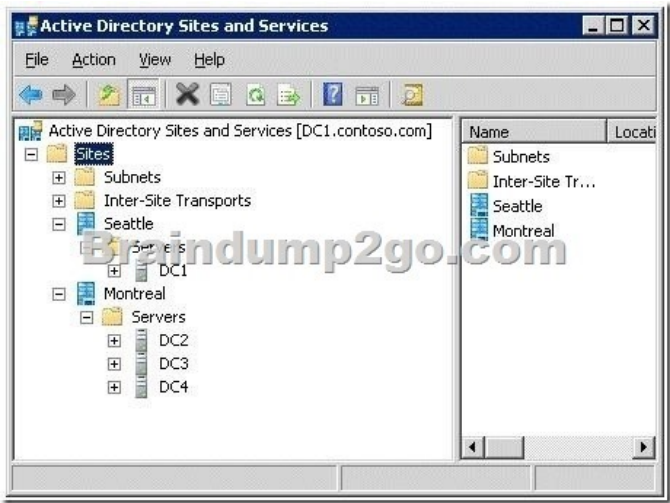 Active Directory Sites and Services
File Action View Help
Active Directory Sites and Services [DC1.contoso.com]
Sites
Subnets
Inter-Site Transports
Seattle
Servers
DC1
Montreal
Servers
DC2
DC3
DC4
Name Locati
Subnets
Inter-Site Tr...
Seattle
Montreal
Braindump2go.com